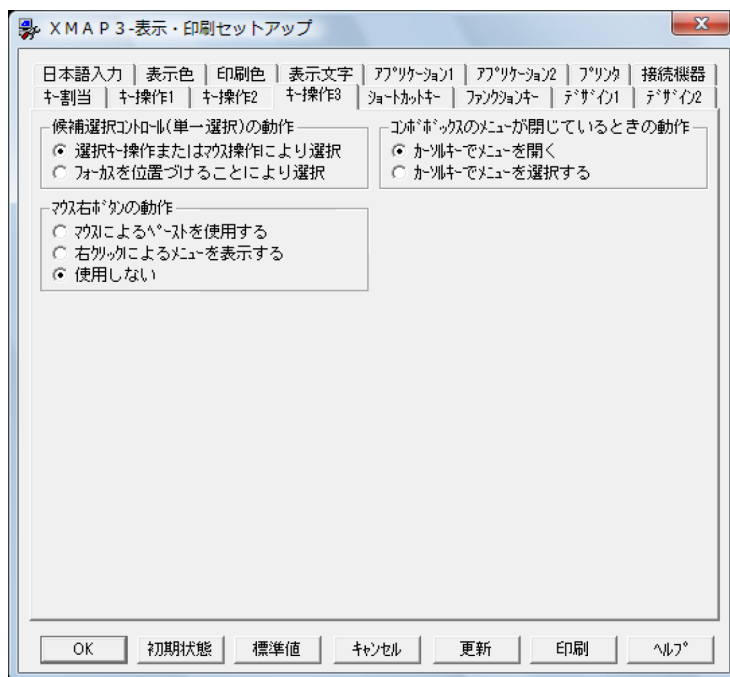 XMAP3-表示・印刷セットアップ
日本語入力 表示色 印刷色 表示文字 ｱﾌﾟﾘｹｰｼｮﾝ1 ｱﾌﾟﾘｹｰｼｮﾝ2 ﾌﾟﾘﾝﾀ 接続機器
ｷｰ割当 ｷｰ操作1 ｷｰ操作2 ｷｰ操作3 ｼｮｰﾄｶｯﾄｷｰ ﾌｧﾝｸｼｮﾝｷｰ ﾃﾞｻﾞｲﾝ1 ﾃﾞｻﾞｲﾝ2
候補選択ｺﾝﾄﾛｰﾙ(単一選択)の動作
選択ｷｰ操作またはﾏｳｽ操作により選択
ﾌｫｰｶｽを位置づけることにより選択
ｺﾝﾎﾞﾎﾞｯｸｽのﾒﾆｭｰが閉じているときの動作
ｶｰｿﾙｷｰでﾒﾆｭｰを開く
ｶｰｿﾙｷｰでﾒﾆｭｰを選択する
ﾏｳｽ右ﾎﾞﾀﾝの動作
ﾏｳｽによるﾍﾟｰｽﾄを使用する
右ｸﾘｯｸによるﾒﾆｭｰを表示する
使用しない
OK 初期状態 標準値 ｷｬﾝｾﾙ 更新 印刷 ﾍﾙﾌﾟ